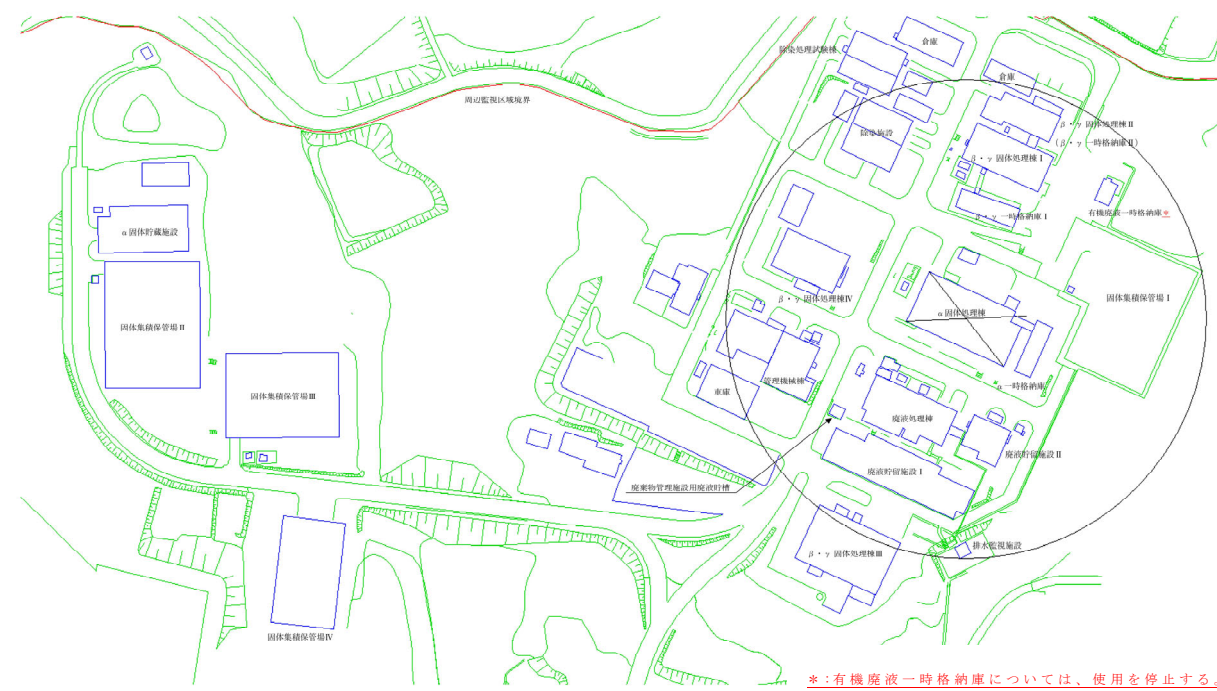 倉庫
除染処理試験棟
倉庫
周辺監視区域境界
β・γ 固体処理棟Ⅱ
除染施設
(β・γ 一時格納庫Ⅱ)
β・γ 固体処理棟Ⅰ
β・γ 一時格納庫Ⅰ
有機廃液一時格納庫*
α固体貯蔵施設
β・γ 固体処理棟Ⅳ
固体集積保管場Ⅰ
α固体処理棟
固体集積保管場Ⅱ
管理機械棟
α一時格納庫
車庫
固体集積保管場Ⅲ
廃液処理棟
廃液貯留施設Ⅱ
廃液貯留施設Ⅰ
廃棄物管理施設用廃液貯槽
排水監視施設
β・γ 固体処理棟Ⅲ
固体集積保管場Ⅳ
*:有機廃液一時格納庫については、使用を停止する。